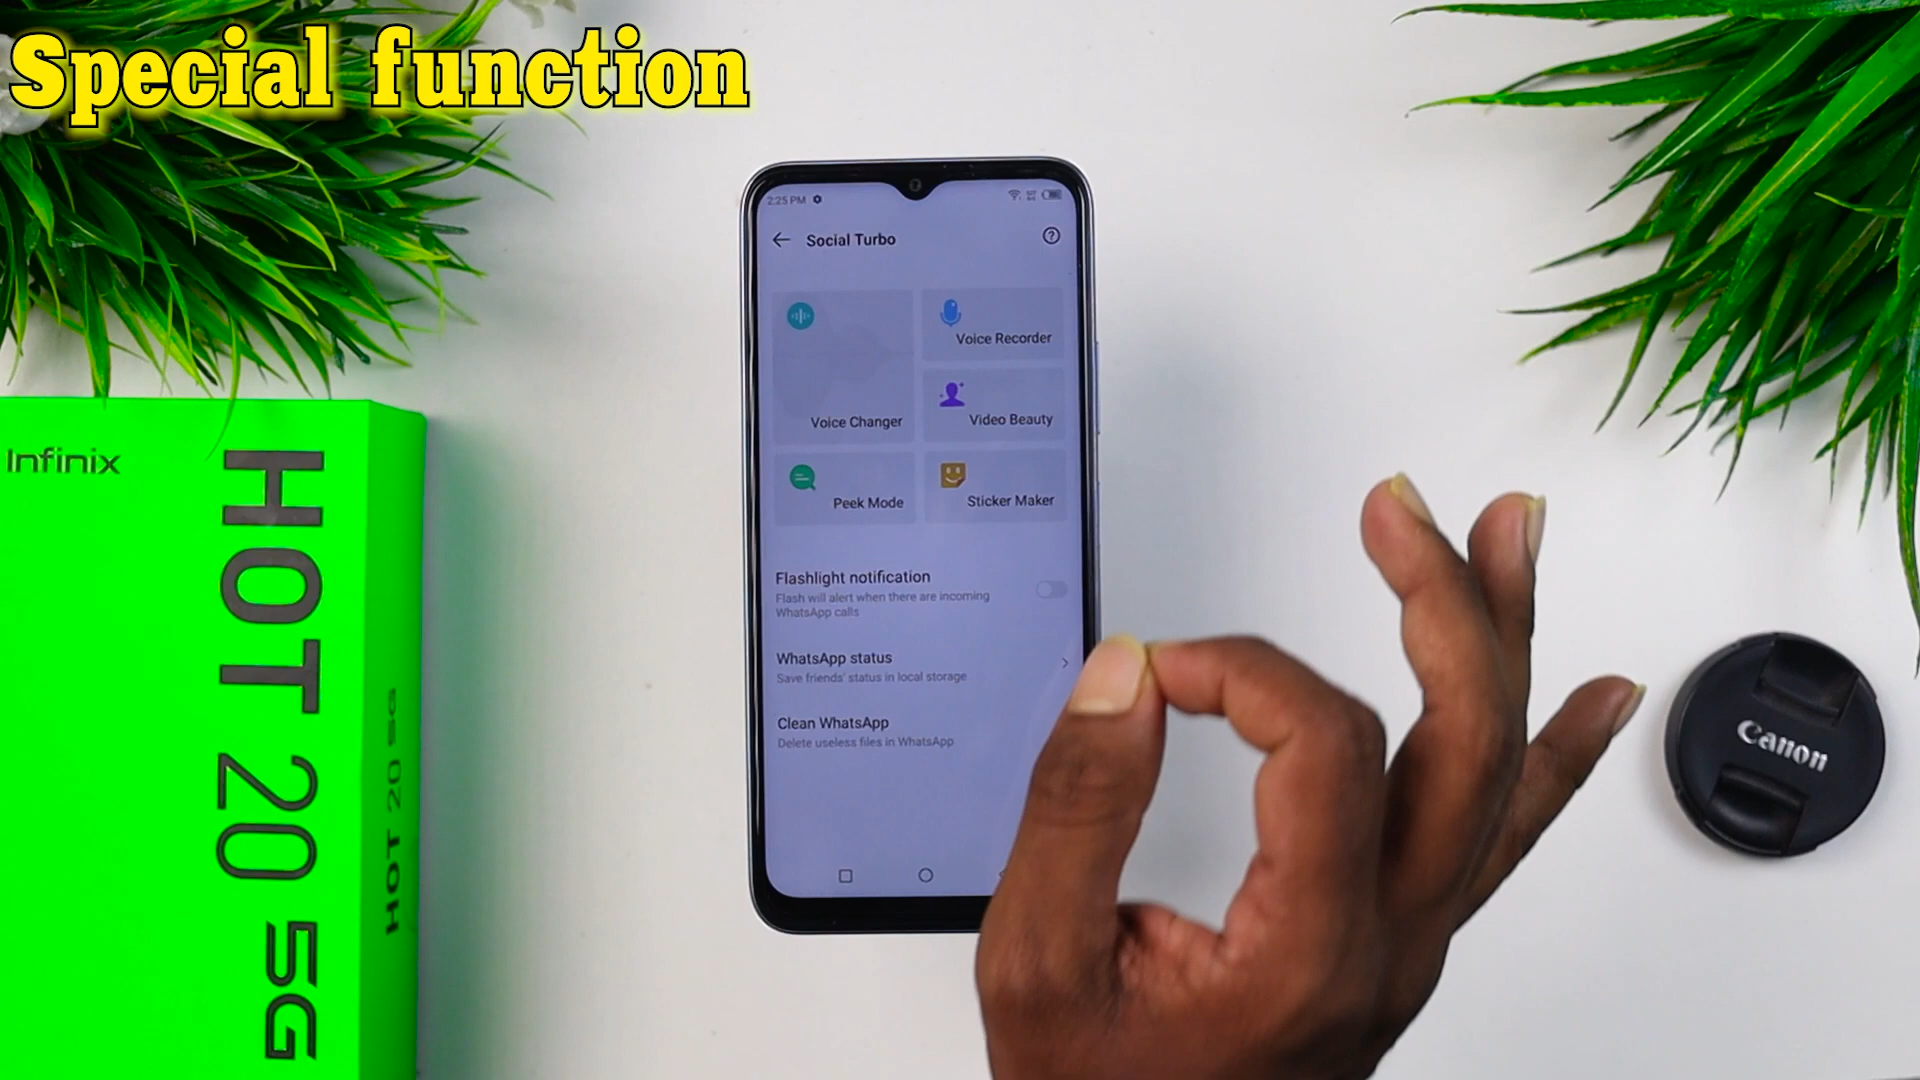 Special function
2:25 PM
Social Turbo
Voice Changer
Voice Recorder
Video Beauty
Peek Mode
Sticker Maker
Flashlight notification
Flash will alert when there are incoming
WhatsApp calls
WhatsApp status
Save friends' status in local storage
Clean WhatsApp
Delete useless files in WhatsApp
Infinix
HOT 20 5G
HOT 20 5G
Canon